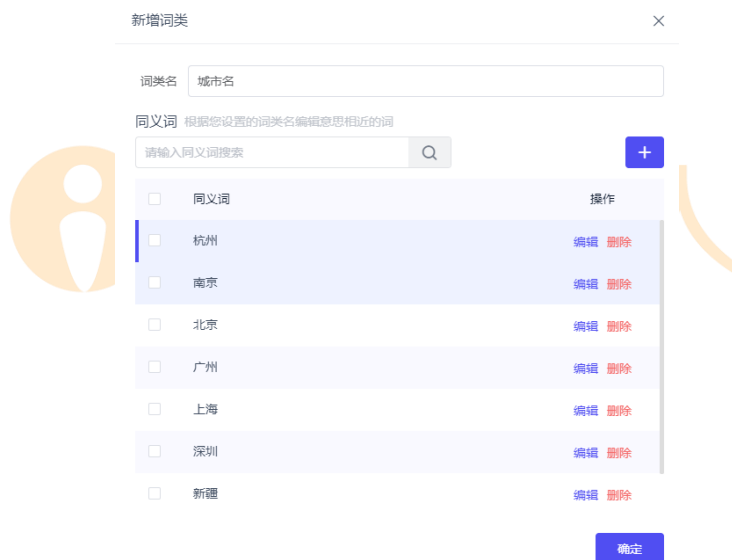 新增词类
词类名 城市名
同义词 根据您设置的词类名编辑意思相近的词
请输入同义词搜索
同义词 操作
杭州 编辑 删除
南京 编辑 删除
北京 编辑 删除
广州 编辑 删除
上海 编辑 删除
深圳 编辑 删除
新疆 编辑 删除
确定